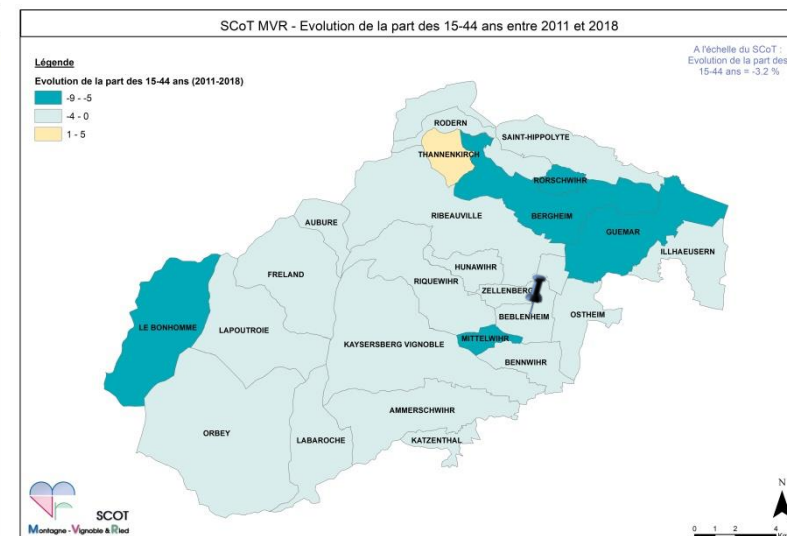 SCoT MVR - Evolution de la part des 15-44 ans entre 2011 et 2018
A l'échelle du SCoT :
Evolution de la part des
15-44 ans = -3.2 %
Légende
Evolution de la part des 15-44 ans (2011-2018)
-9 - -5
-4 - 0
1 - 5
RODERN
SAINT-HIPPOLYTE
THANNENKIRCH
RORSCHWIHR
BERGHEIM
RIBEAUVILLE
AUBURE
GUEMAR
ILLHAEUSERN
FRELAND
HUNAWIHR
RIQUEWIHR
ZELLENBERG
BEBLENHEIM
OSTHEIM
LE BONHOMME
LAPOUTROIE
KAYSERSBERG VIGNOBLE
MITTELWIHR
BENNWIHR
AMMERSCHWIHR
ORBEY
LABAROCHE
KATZENTHAL
SCOT
Montagne - Vignoble & Ried
N
0 1 2 4